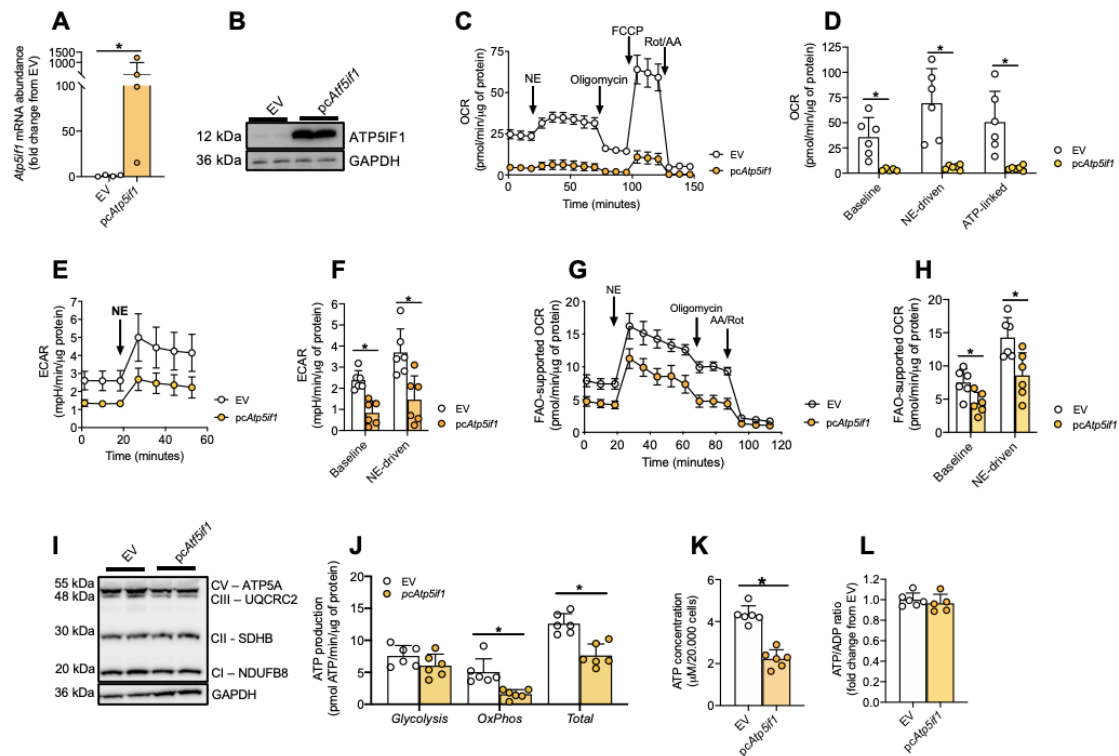 A
Atp5if1 mRNA abundance
(fold change from EV)
1500
1000
500
100
50
0
*
EV
pcAtp5if1
B
EV
pcAtf5if1
12 kDa
ATP5IF1
36 kDa
GAPDH
C
OCR
(pmol/min/µg of protein)
75
50
25
0
NE
Oligomycin
FCCP
Rot/AA
EV
pcAtp5if1
0
50
100
150
Time (minutes)
D
OCR
(pmol/min/µg of protein)
125
100
75
50
25
0
*
*
*
EV
pcAtp5if1
Baseline
NE-driven
ATP-linked
E
ECAR
(mpH/min/µg of protein)
7
6
5
4
3
2
1
0
NE
EV
pcAtp5if1
0
20
40
60
Time (minutes)
F
ECAR
(mpH/min/µg of protein)
6
5
4
3
2
1
0
*
*
EV
pcAtp5if1
Baseline
NE-driven
G
FAO-supported OCR
(pmol/min/µg of protein)
20
15
10
5
0
NE
Oligomycin
AA/Rot
EV
pcAtp5if1
0
20
40
60
80
100
120
Time (minutes)
H
FAO-supported OCR
(pmol/min/µg of protein)
20
15
10
5
0
*
*
EV
pcAtp5if1
Baseline
NE-driven
I
EV
pcAtf5if1
55 kDa
48 kDa
30 kDa
20 kDa
36 kDa
CV – ATP5A
CIII – UQCRC2
CII - SDHB
CI – NDUFB8
GAPDH
J
ATP production
(pmol ATP/min/µg of protein)
20
15
10
5
0
EV
pcAtp5if1
*
*
Glycolysis
OxPhos
Total
K
ATP concentration
(µM/20.000 cells)
6
4
2
0
*
EV
pcAtp5if1
L
ATP/ADP ratio
(fold change from EV)
1.2
1.0
0.8
0.6
0.4
0.2
0.0
EV
pcAtp5if1